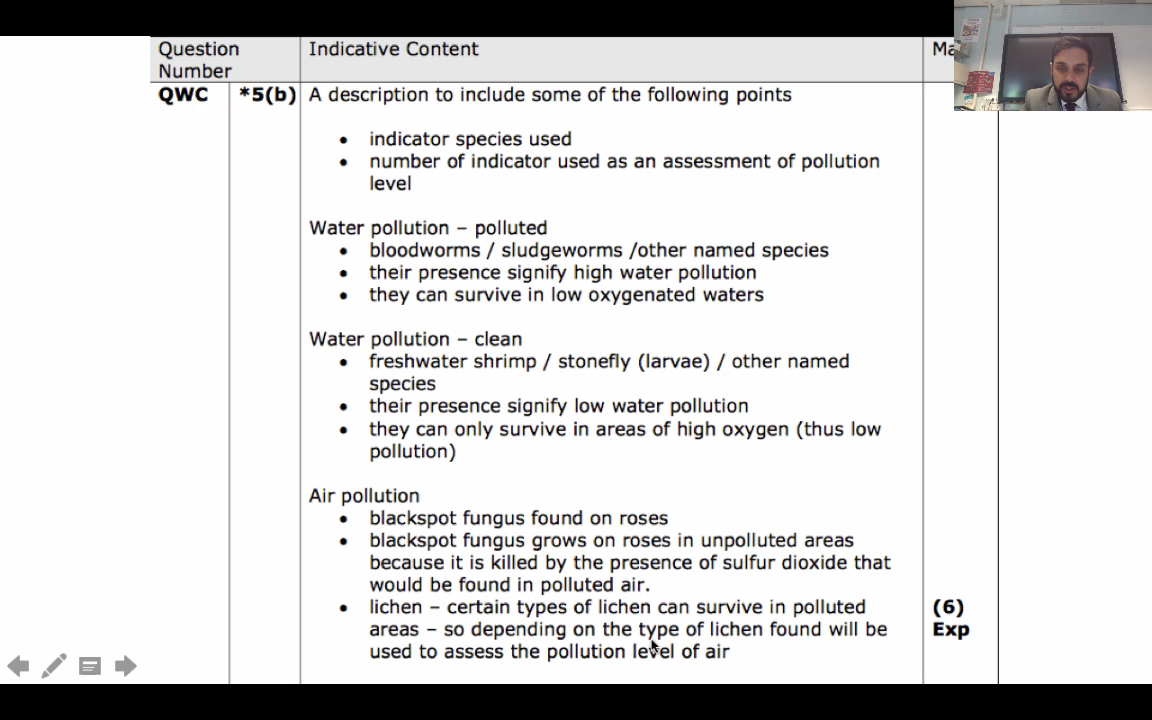 Question
Number
Indicative Content
Ma
QWC
*5(b)
A description to include some of the following points
• indicator species used
• number of indicator used as an assessment of pollution
level
Water pollution – polluted
• bloodworms / sludgeworms /other named species
• their presence signify high water pollution
• they can survive in low oxygenated waters
Water pollution – clean
• freshwater shrimp / stonefly (larvae) / other named
species
• their presence signify low water pollution
• they can only survive in areas of high oxygen (thus low
pollution)
Air pollution
• blackspot fungus found on roses
• blackspot fungus grows on roses in unpolluted areas
because it is killed by the presence of sulfur dioxide that
would be found in polluted air.
• lichen – certain types of lichen can survive in polluted
areas – so depending on the type of lichen found will be
used to assess the pollution level of air
(6)
Exp